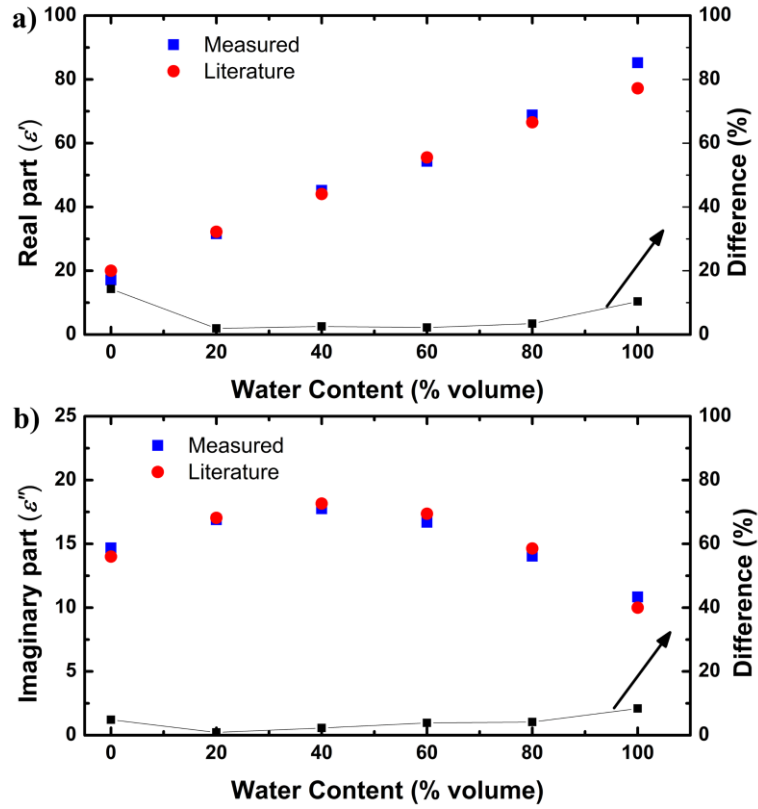 a)
100
80
60
40
20
0
Real part (ε')
Measured
Literature
100
80
60
40
20
0
Difference (%)
0 20 40 60 80 100
Water Content (% volume)
b)
25
20
15
10
5
0
Imaginary part (ε'')
Measured
Literature
100
80
60
40
20
0
Difference (%)
0 20 40 60 80 100
Water Content (% volume)